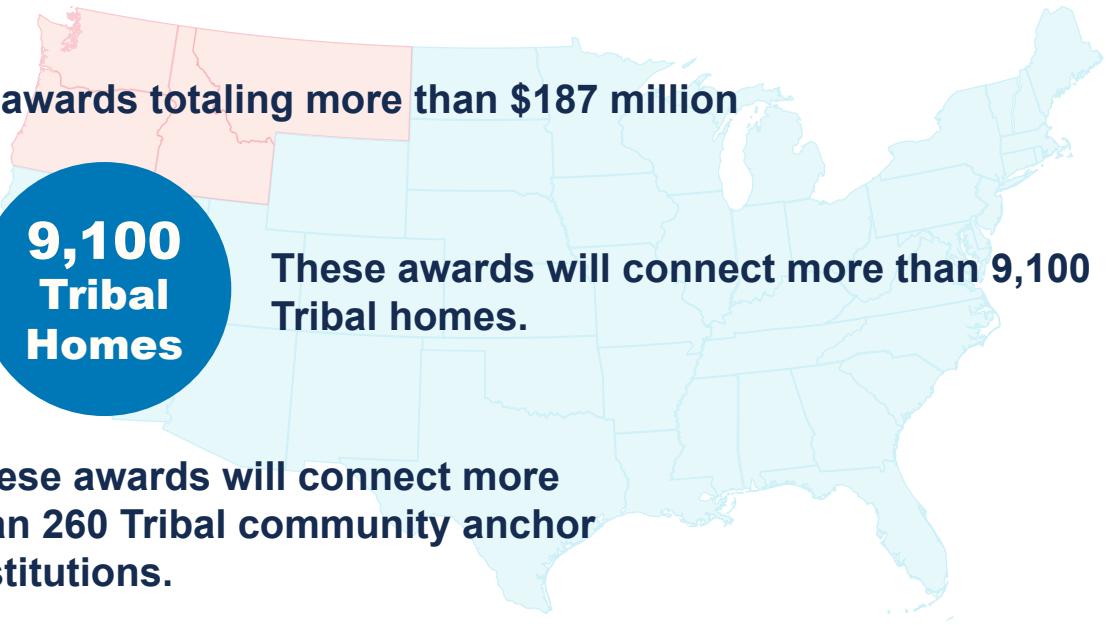 awards totaling more than $187 million
9,100
Tribal
Homes
These awards will connect more than 9,100
Tribal homes.
ese awards will connect more
an 260 Tribal community anchor
stitutions.